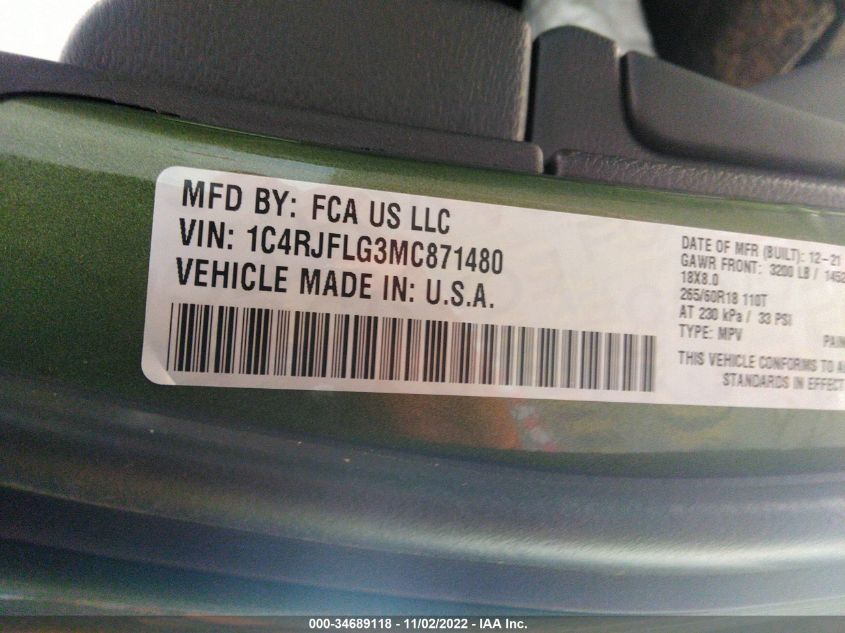 MFD BY: FCA US LLC
VIN: 1C4RJFLG3MC871480
VEHICLE MADE IN: U.S.A.
DATE OF MFR (BUILT): 12-21
GAWR FRONT: 3200 LB / 1452
18X8.0
265/60R18 110T
AT 230 kPa / 33 PSI
TYPE: MPV PAIN
THIS VEHICLE CONFORMS TO A
STANDARDS IN EFFECT
000-34689118 - 11/02/2022 - IAA Inc.